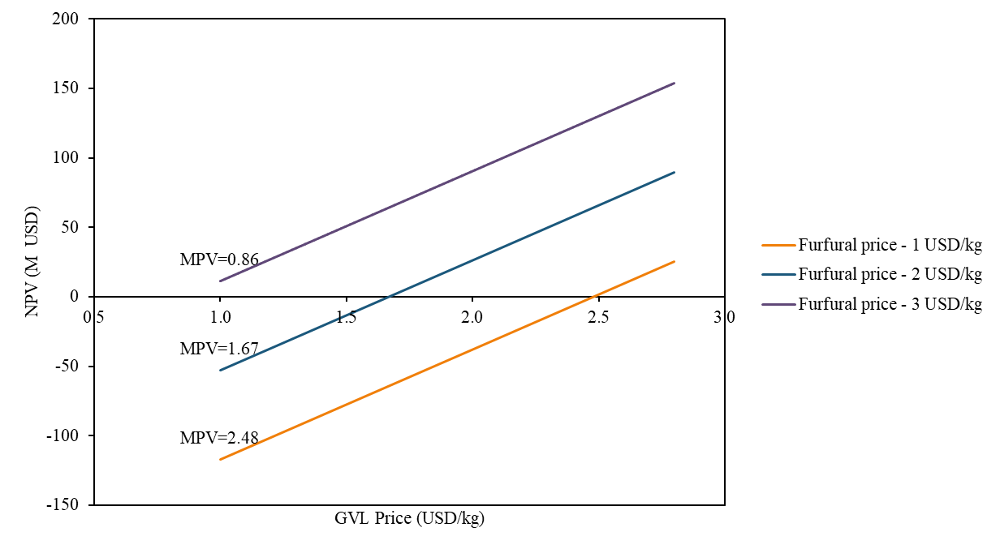 200
150
100
50
0
-50
-100
-150
NPV (M USD)
0.5
1.0
1.5
2.0
2.5
3.0
GVL Price (USD/kg)
MPV=0.86
MPV=1.67
MPV=2.48
Furfural price - 1 USD/kg
Furfural price - 2 USD/kg
Furfural price - 3 USD/kg